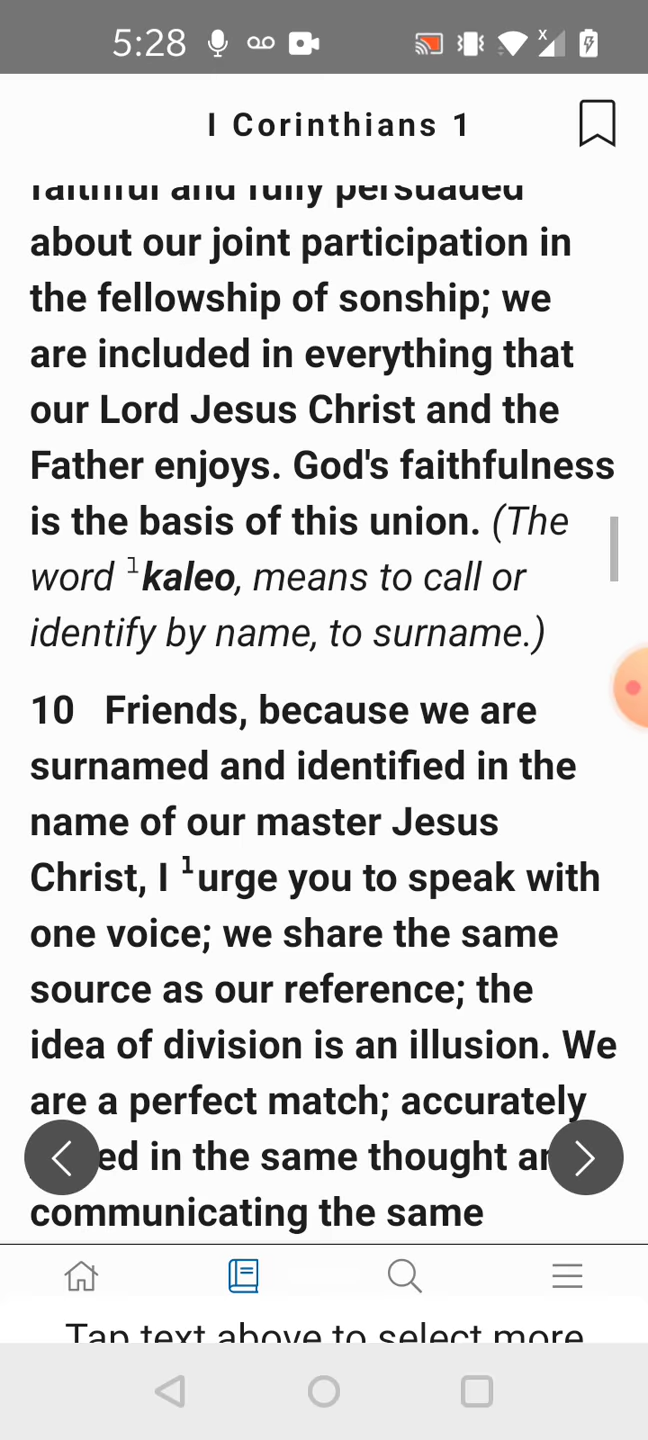 5:28
I Corinthians 1
faithful and fully persuaded
about our joint participation in
the fellowship of sonship; we
are included in everything that
our Lord Jesus Christ and the
Father enjoys. God's faithfulness
is the basis of this union. (The
word ¹kaleo, means to call or
identify by name, to surname.)
10 Friends, because we are
surnamed and identified in the
name of our master Jesus
Christ, I ¹urge you to speak with
one voice; we share the same
source as our reference; the
idea of division is an illusion. We
are a perfect match; accurately
in the same thought
communicating the same
Tap text above to select more